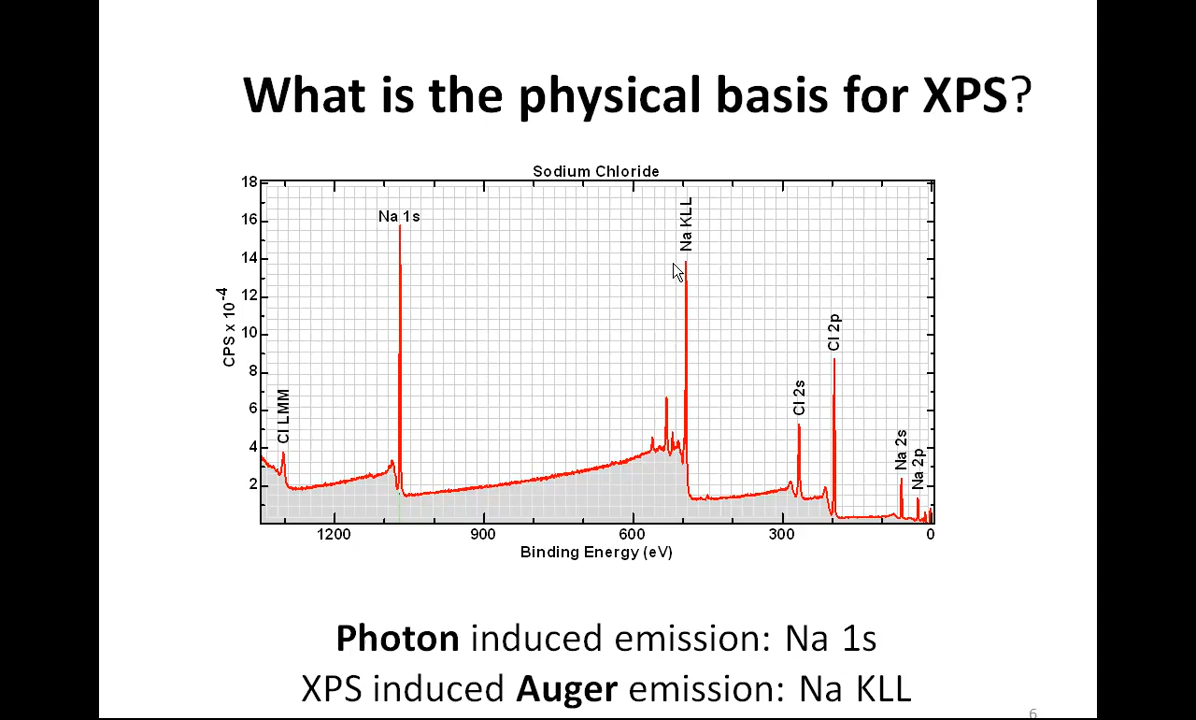 What is the physical basis for XPS?
Sodium Chloride
18
16
14
12
10
8
6
4
2
CPS x 10-4
Cl LMM
Na 1s
Na KLL
Cl 2s
Cl 2p
Na 2s
Na 2p
1200 900 600 300 0
Binding Energy (eV)
Photon induced emission: Na 1s
XPS induced Auger emission: Na KLL
6